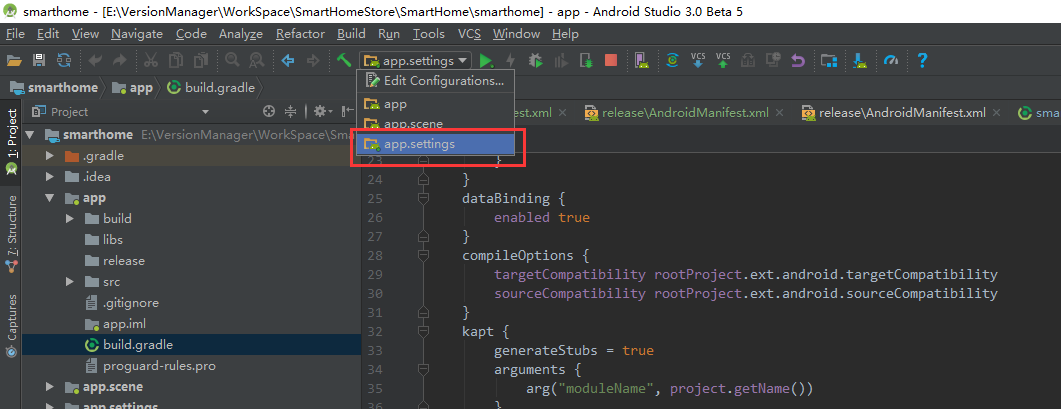 smarthome - [E:\VersionManager\WorkSpace\SmartHomeStore\SmartHome\smarthome] - app - Android Studio 3.0 Beta 5
File Edit View Navigate Code Analyze Refactor Build Run Tools VCS Window Help
app.settings
VCS VCS
smarthome app build.gradle
Edit Configurations...
app
app.scene
app.settings
Project
est.xml release\AndroidManifest.xml release\AndroidManifest.xml sma
1: Project
7: Structure
Captures
smarthome E:\VersionManager\WorkSpace\Sma
.gradle
.idea
app
build
libs
release
src
.gitignore
app.iml
build.gradle
proguard-rules.pro
app.scene
app.settings
23 }
24 }
25 dataBinding {
26 enabled true
27 }
28 compileOptions {
29 targetCompatibility rootProject.ext.android.targetCompatibility
30 sourceCompatibility rootProject.ext.android.sourceCompatibility
31 }
32 kapt {
33 generateStubs = true
34 arguments {
35 arg("moduleName", project.getName())
36 }